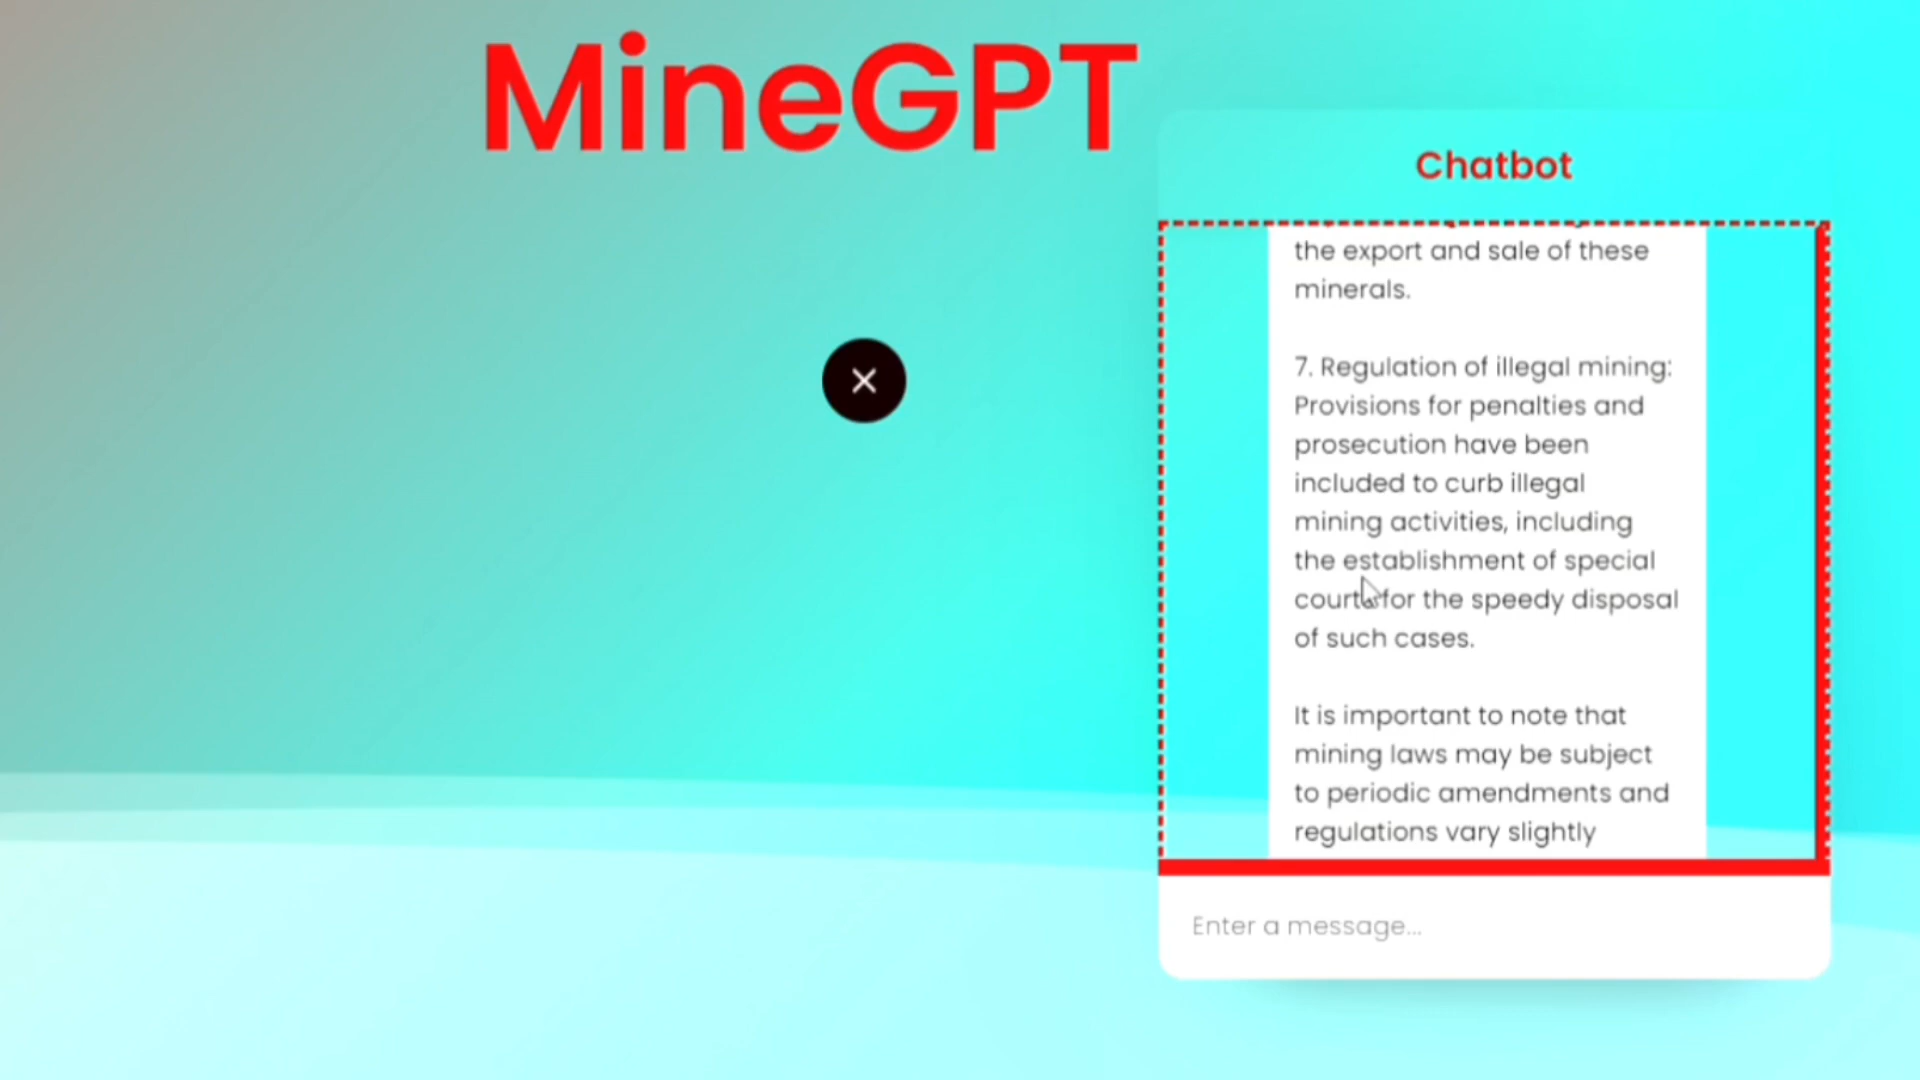 MineGPT
Chatbot
the export and sale of these
minerals.
7. Regulation of illegal mining:
Provisions for penalties and
prosecution have been
included to curb illegal
mining activities, including
the establishment of special
courts for the speedy disposal
of such cases.
It is important to note that
mining laws may be subject
to periodic amendments and
regulations vary slightly
Enter a message...